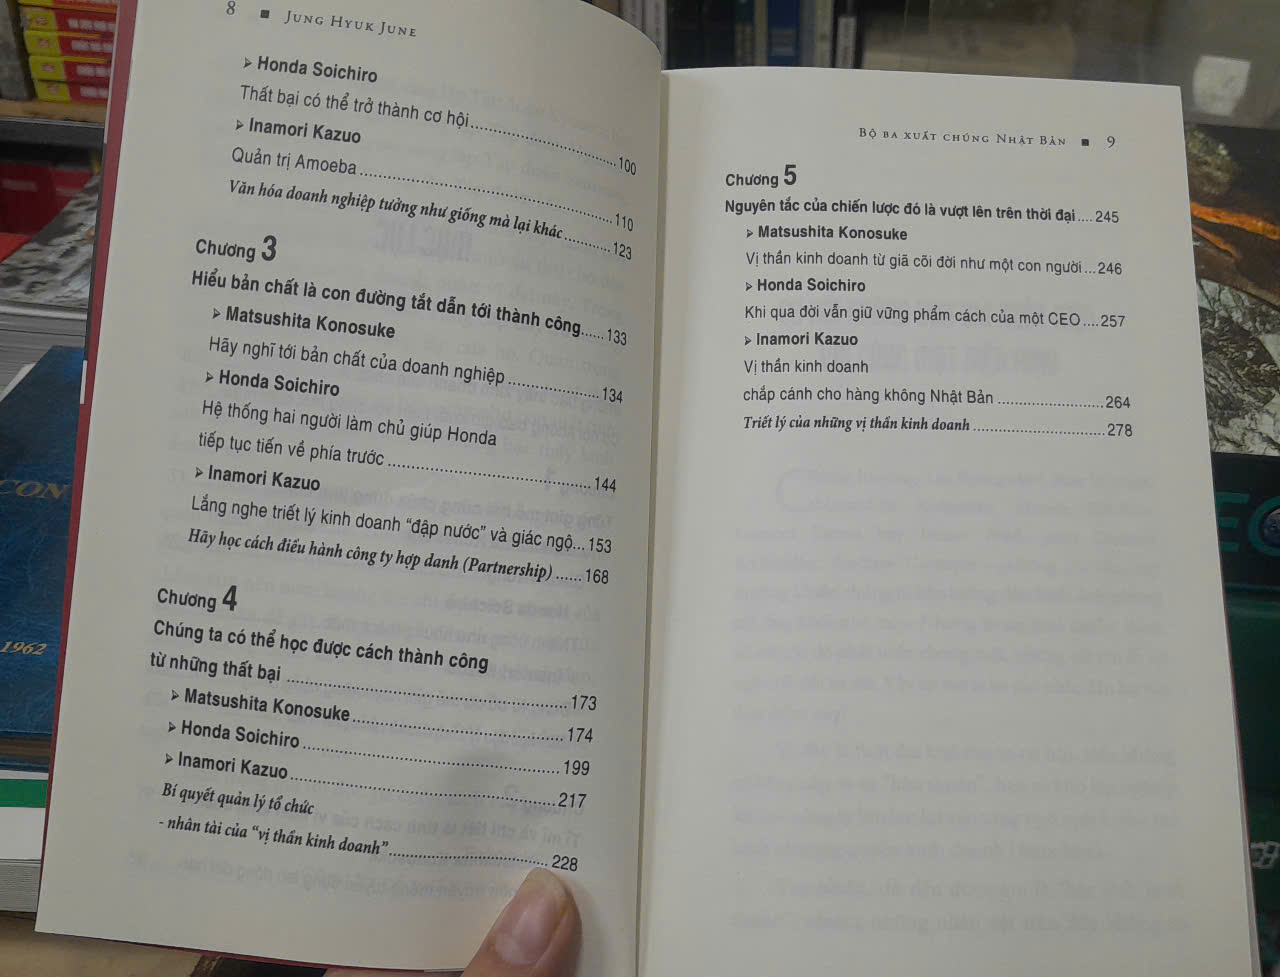 8 ■ Jung Hyuk June
➢ Honda Soichiro
Thất bại có thể trở thành cơ hội........................100
➢ Inamori Kazuo
Quản trị Amoeba........................110
Văn hóa doanh nghiệp tưởng như giống mà lại khác...........123
Chương 3
Hiểu bản chất là con đường tắt dẫn tới thành công......133
➢ Matsushita Konosuke
Hãy nghĩ tới bản chất của doanh nghiệp........................134
➢ Honda Soichiro
Hệ thống hai người làm chủ giúp Honda
tiếp tục tiến về phía trước........................144
➢ Inamori Kazuo
Lắng nghe triết lý kinh doanh “đập nước” và giác ngộ...153
Hãy học cách điều hành công ty hợp danh (Partnership)......168
Chương 4
Chúng ta có thể học được cách thành công
từ những thất bại........................173
➢ Matsushita Konosuke........................174
➢ Honda Soichiro........................199
➢ Inamori Kazuo........................217
Bí quyết quản lý tổ chức
- nhân tài của “vị thần kinh doanh”........................228
Bộ ba xuất chúng Nhật Bản ■ 9
Chương 5
Nguyên tắc của chiến lược đó là vượt lên trên thời đại....245
➢ Matsushita Konosuke
Vị thần kinh doanh từ giã cõi đời như một con người...246
➢ Honda Soichiro
Khi qua đời vẫn giữ vững phẩm cách của một CEO....257
➢ Inamori Kazuo
Vị thần kinh doanh
chắp cánh cho hàng không Nhật Bản........................264
Triết lý của những vị thần kinh doanh........................278
CON
1962